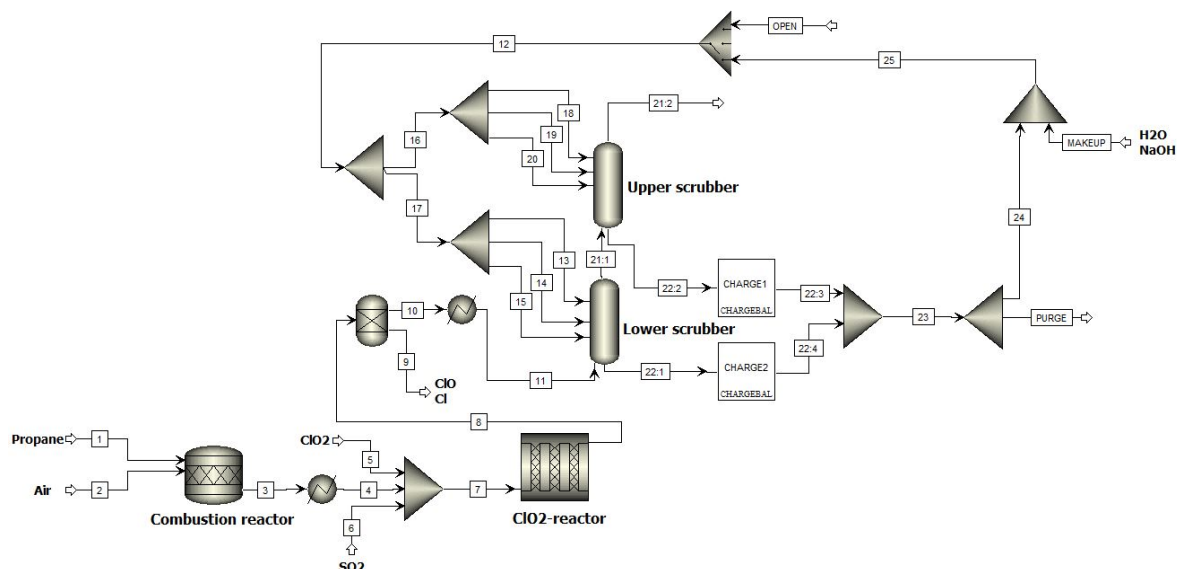 OPEN
12
25
MAKEUP
H2O
NaOH
18
16
19
20
21:2
Upper scrubber
17
24
13
21:1
14
15
22:2
CHARGE1
CHARGEBAL
22:3
10
Lower scrubber
23
PURGE
9
ClO
Cl
11
22:1
CHARGE2
CHARGEBAL
22:4
8
ClO2
5
Propane
1
Air
2
3
4
7
Combustion reactor
6
SO2
ClO2-reactor